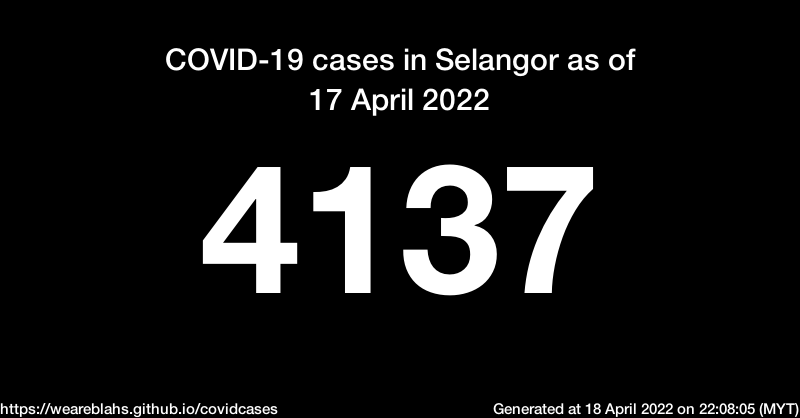 COVID-19 cases in Selangor as of
17 April 2022
4137
https://weareblahs.github.io/covidcases
Generated at 18 April 2022 on 22:08:05 (MYT)